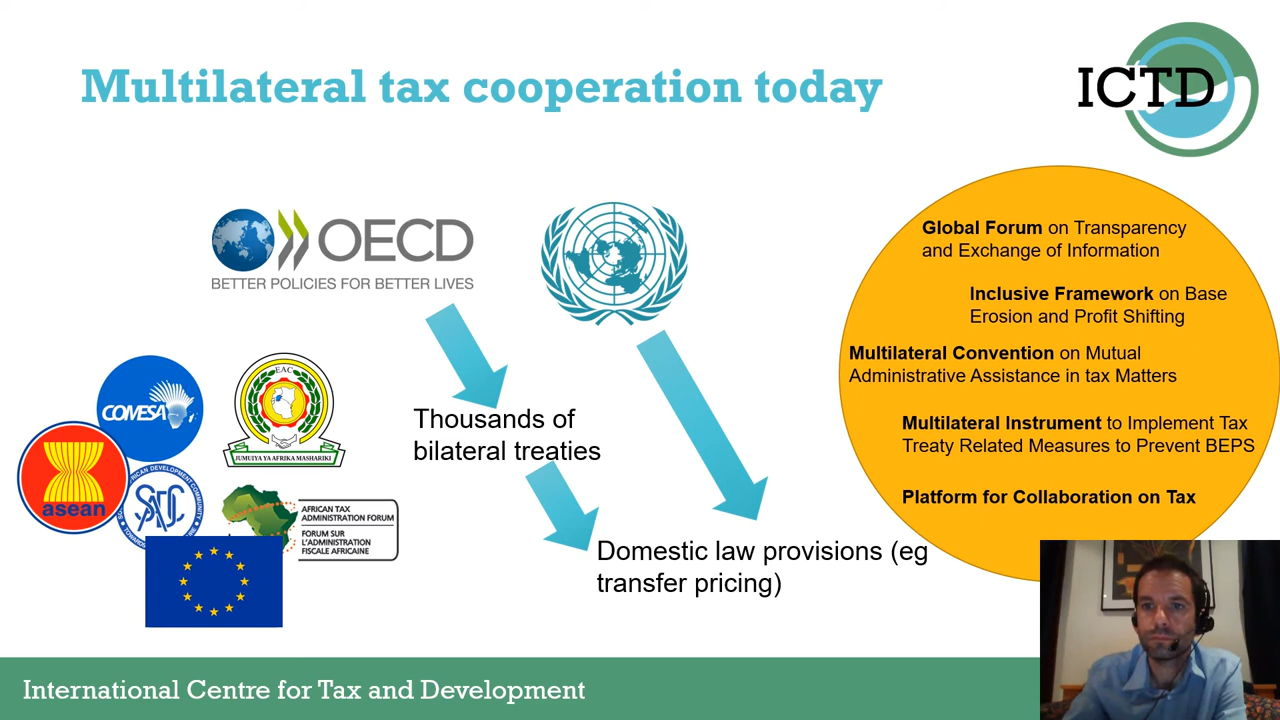 Multilateral tax cooperation today
ICTD
OECD
BETTER POLICIES FOR BETTER LIVES
Global Forum on Transparency
and Exchange of Information
Inclusive Framework on Base
Erosion and Profit Shifting
Multilateral Convention on Mutual
Administrative Assistance in tax Matters
Multilateral Instrument to Implement Tax
Treaty Related Measures to Prevent BEPS
Platform for Collaboration on Tax
COMESA
EAC
JUMUIYA YA AFRIKA MASHARIKI
asean
SADC
AFRICAN TAX
ADMINISTRATION FORUM
FORUM SUR
L'ADMINISTRATION
FISCALE AFRICAINE
Thousands of
bilateral treaties
Domestic law provisions (eg
transfer pricing)
International Centre for Tax and Development